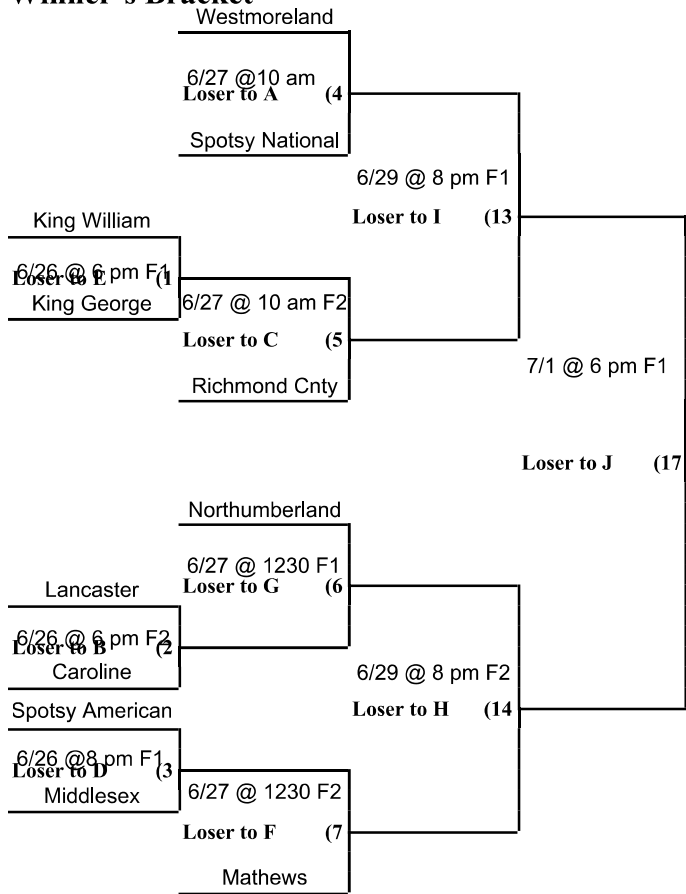 Winner's Bracket
Westmoreland
6/27 @10 am
Loser to A (4
Spotsy National
6/29 @ 8 pm F1
Loser to I (13
King William
6/26 @ 6 pm F1
Loser to E (1
King George
6/27 @ 10 am F2
Loser to C (5
7/1 @ 6 pm F1
Richmond Cnty
Loser to J (17
Northumberland
6/27 @ 1230 F1
Loser to G (6
Lancaster
6/26 @ 6 pm F2
Loser to B (2
Caroline
6/29 @ 8 pm F2
Loser to H (14
Spotsy American
6/26 @8 pm F1
Loser to D (3
Middlesex
6/27 @ 1230 F2
Loser to F (7
Mathews